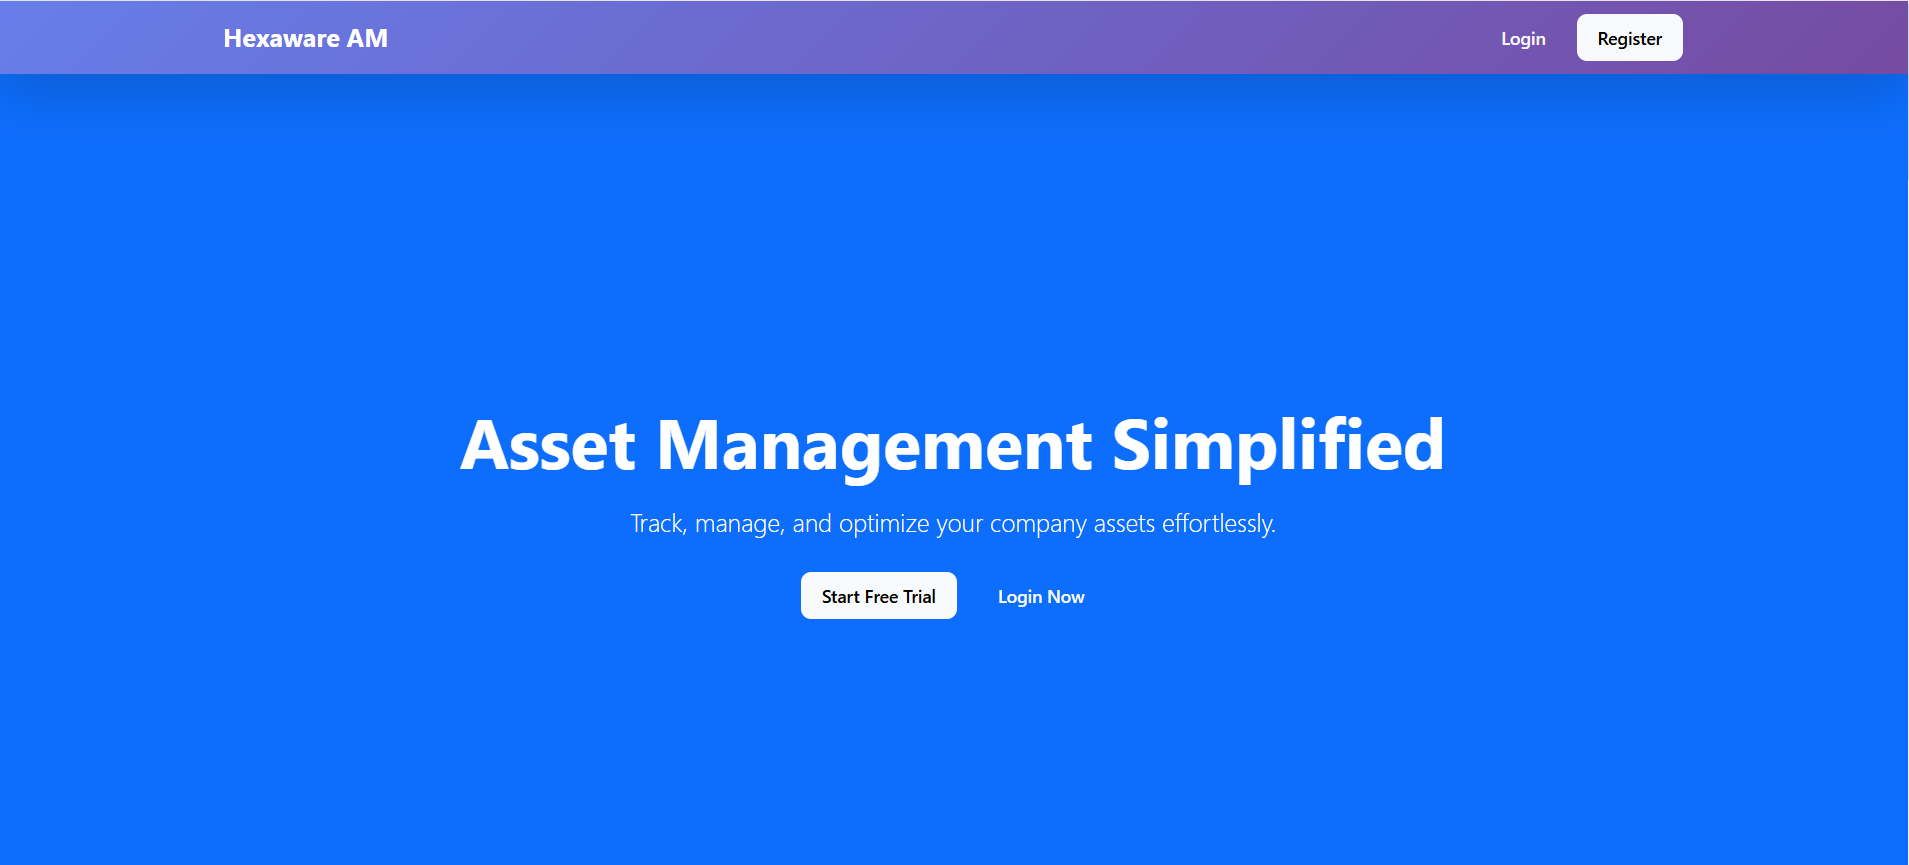 Hexaware AM
Login
Register
Asset Management Simplified
Track, manage, and optimize your company assets effortlessly.
Start Free Trial
Login Now